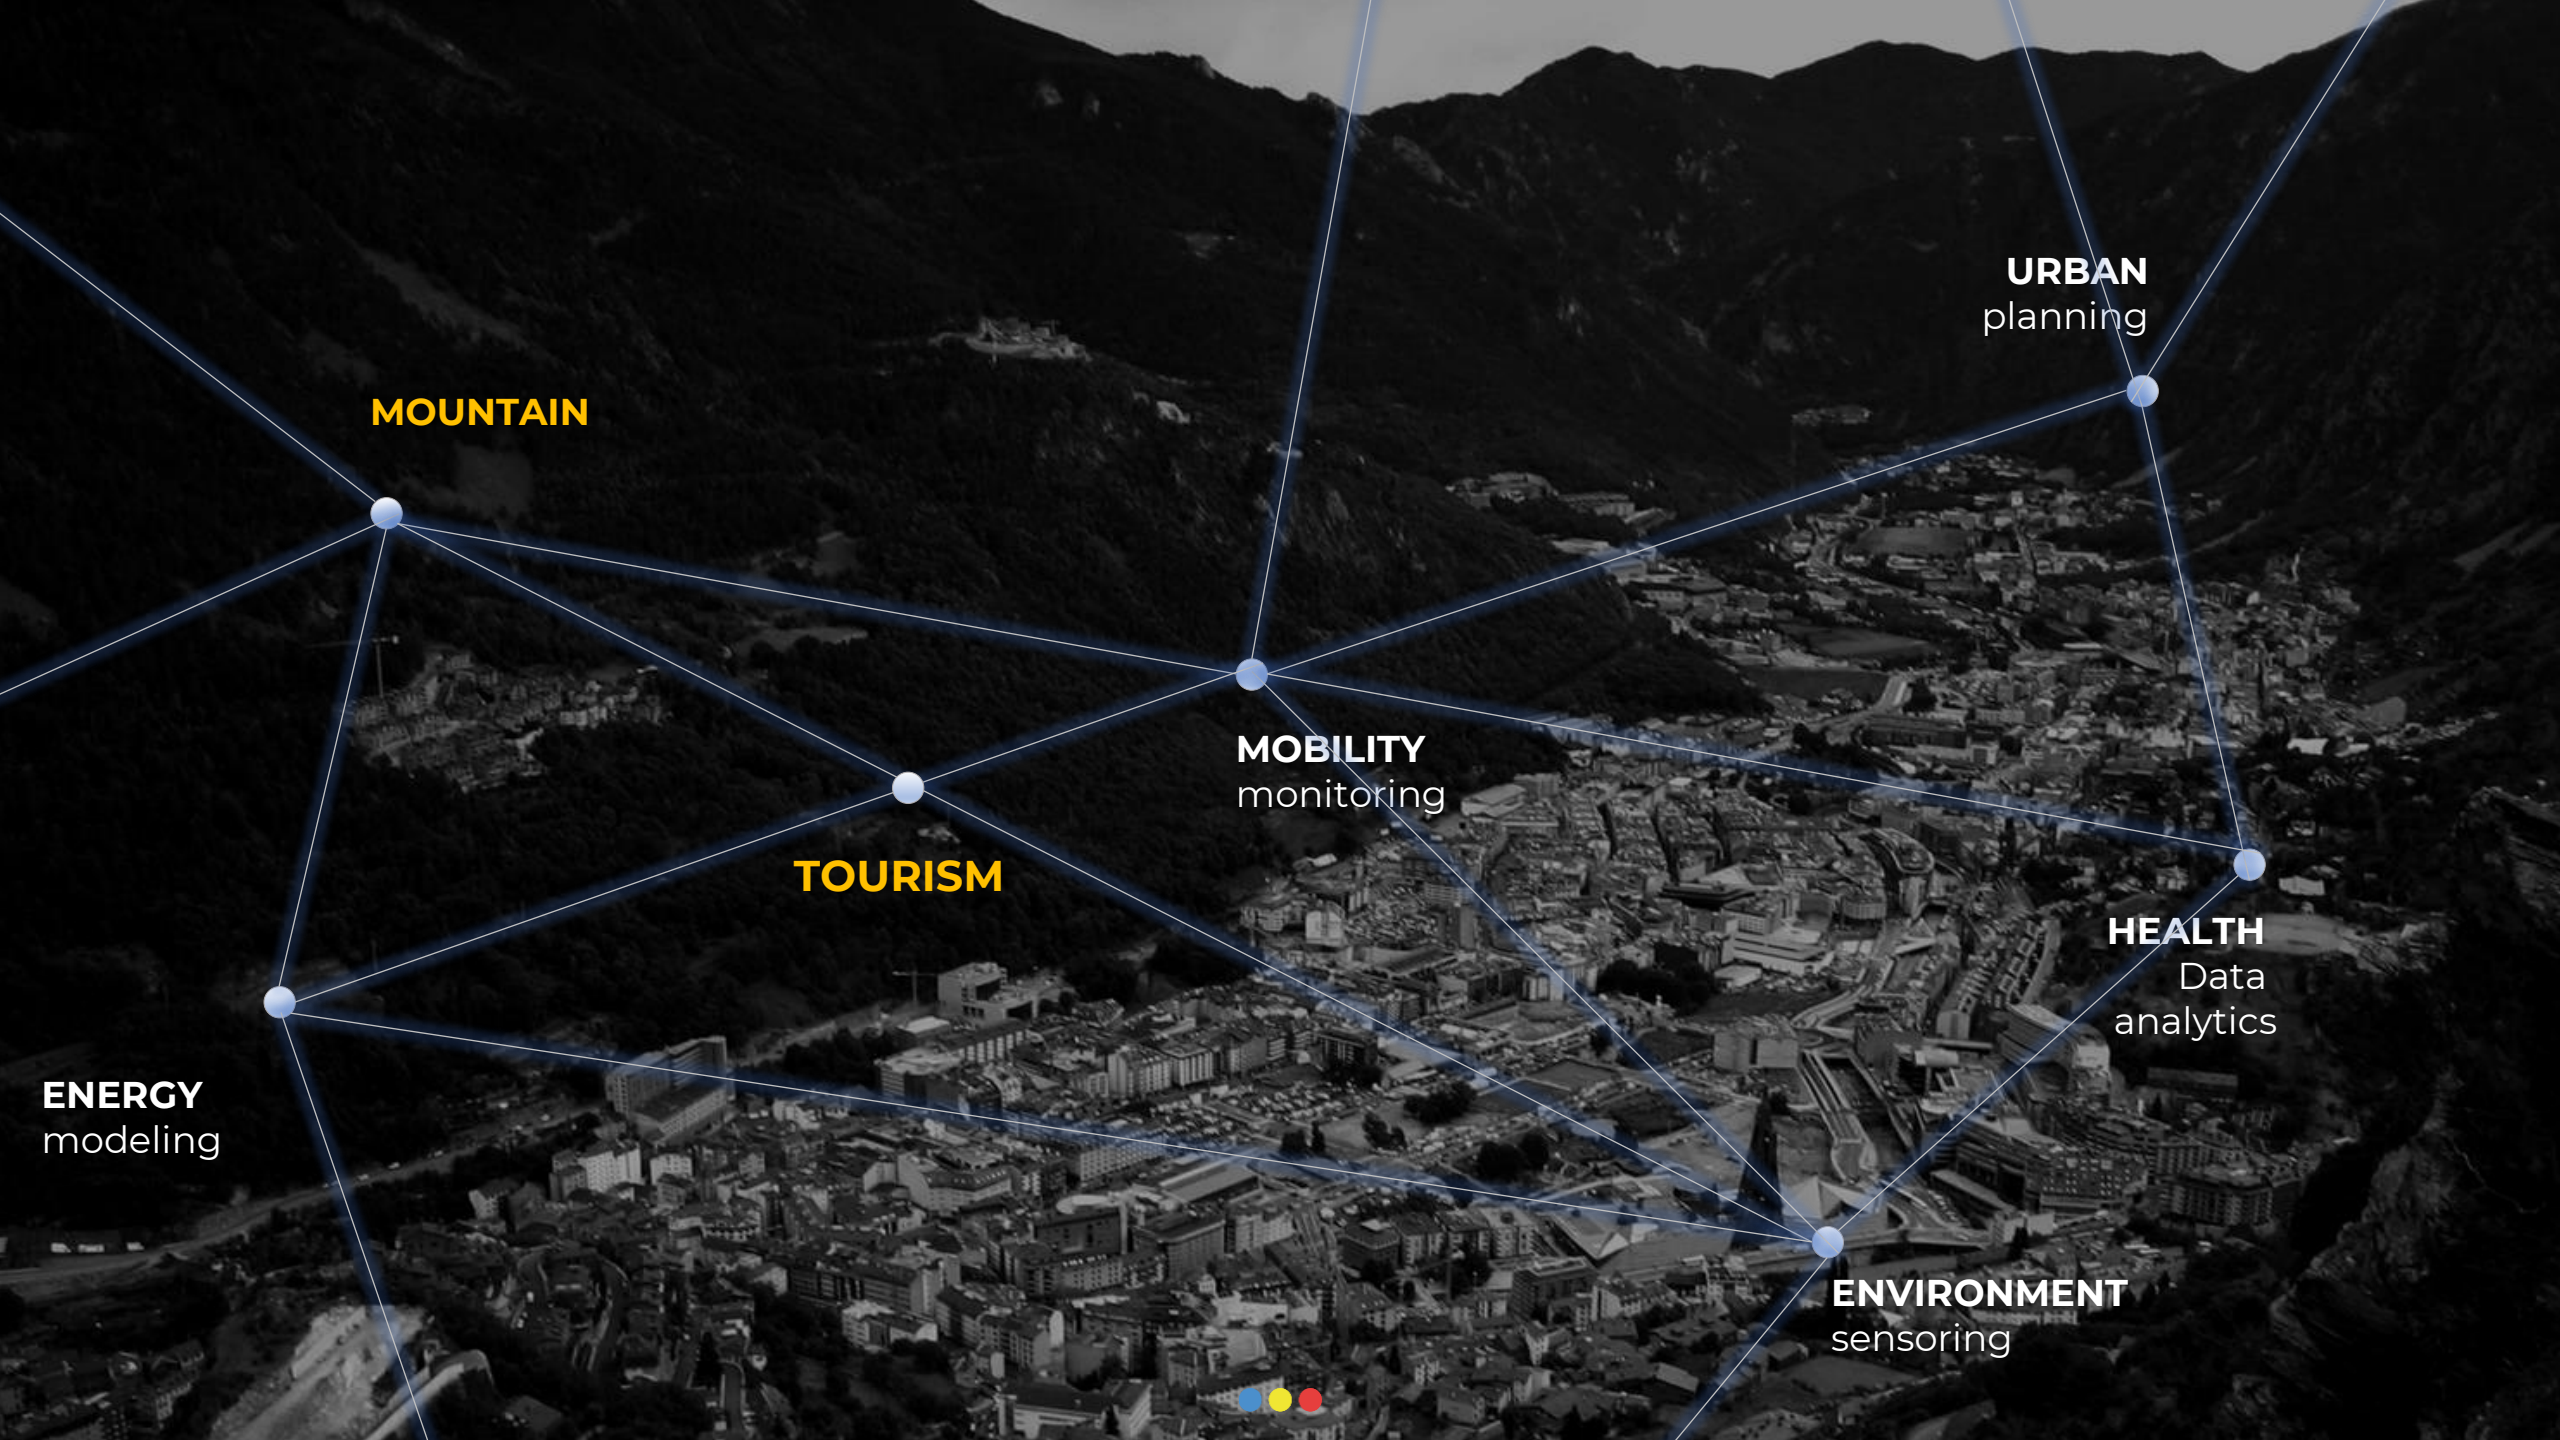 URBAN
planning
MOUNTAIN
MOBILITY
monitoring
TOURISM
HEALTH
Data
analytics
ENERGY
modeling
ENVIRONMENT
sensoring